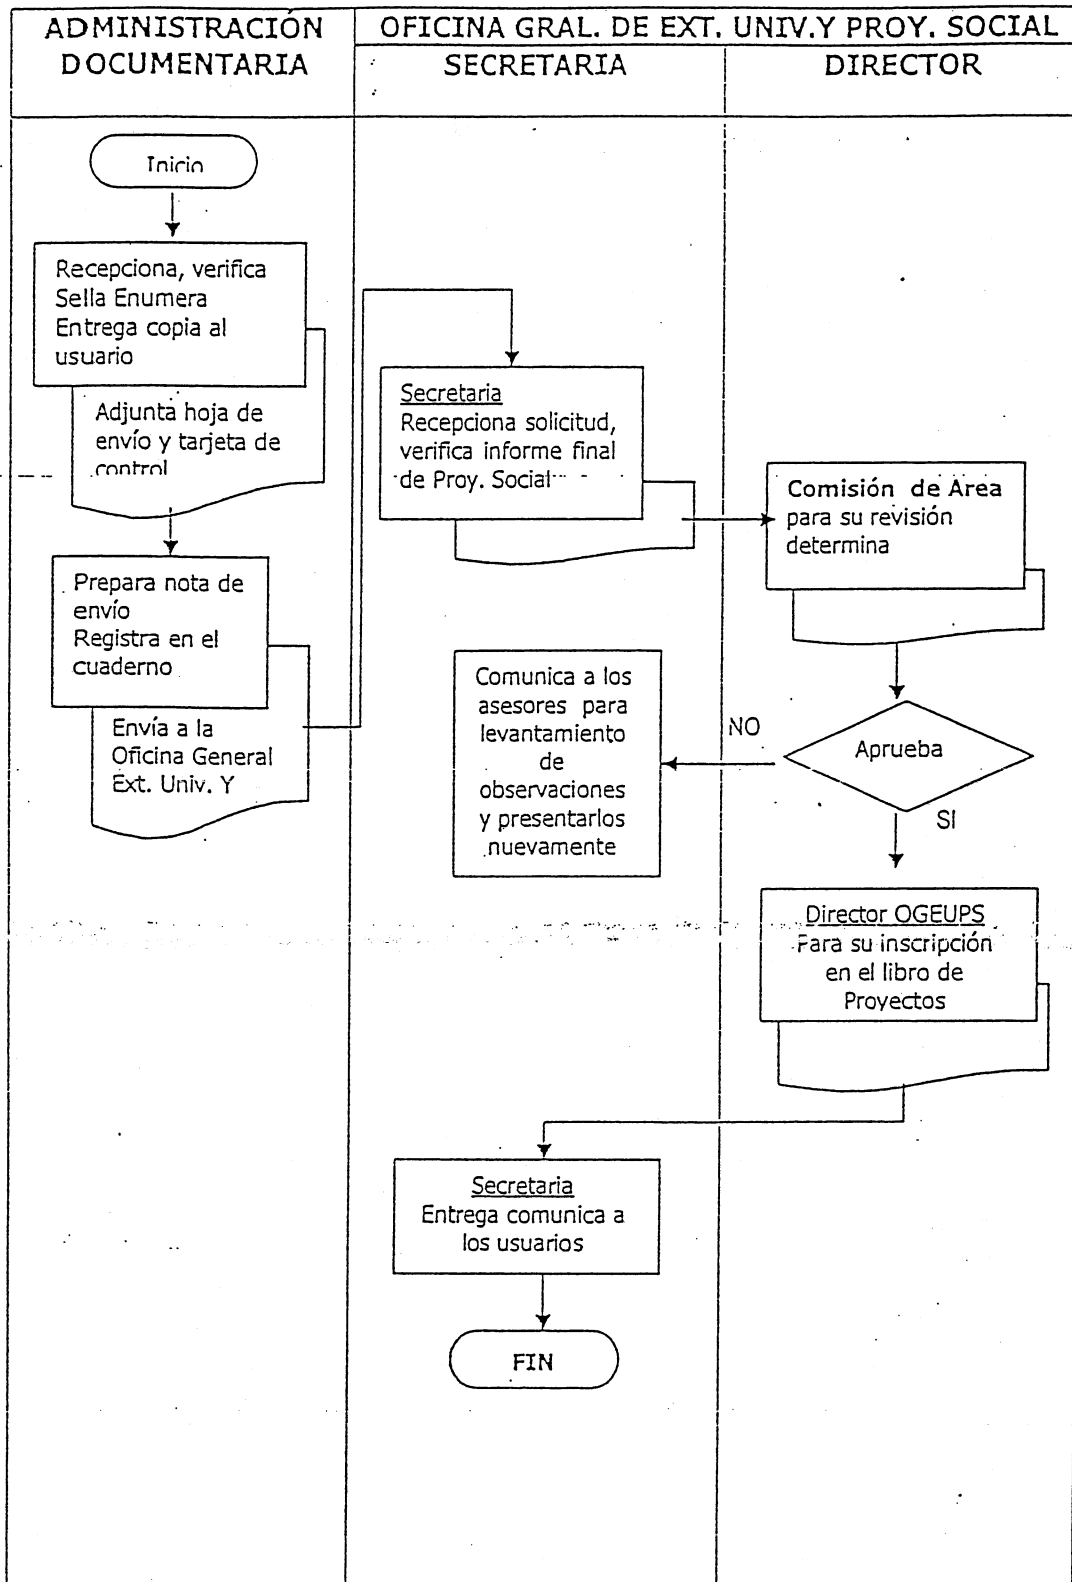 ADMINISTRACIÓN
DOCUMENTARIA
OFICINA GRAL. DE EXT. UNIV.Y PROY. SOCIAL
SECRETARIA
DIRECTOR
Inicio
Recepciona, verifica
Sella Enumera
Entrega copia al
usuario
Adjunta hoja de
envío y tarjeta de
control
Prepara nota de
envío
Registra en el
cuaderno
Envía a la
Oficina General
Ext. Univ. Y
Secretaria
Recepciona solicitud,
verifica informe final
de Proy. Social
Comisión de Area
para su revisión
determina
Aprueba
NO
SI
Comunica a los
asesores para
levantamiento
de
observaciones
y presentarlos
nuevamente
Director OGEUPS
Para su inscripción
en el libro de
Proyectos
Secretaria
Entrega comunica a
los usuarios
FIN